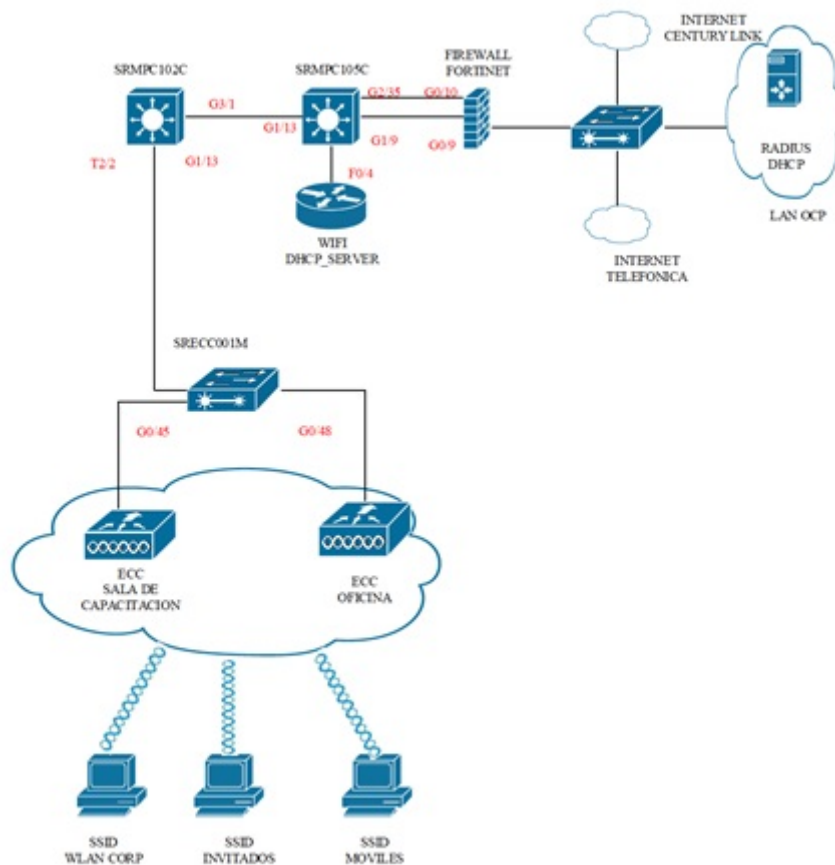 INTERNET
CENTURY LINK
FIREWALL
FORTINET
SRMPC102C
SRMPC105C
G3/1
G2/35
G0/10
G1/13
G1/9
G0/9
T2/2
G1/13
F0/4
WIFI
DHCP_SERVER
RADIUS
DHCP
LAN OCP
INTERNET
TELEFONICA
SRECC001M
G0/45
G0/48
ECC
SALA DE
CAPACITACION
ECC
OFICINA
SSID
WLAN CORP
SSID
INVITADOS
SSID
MOVILES